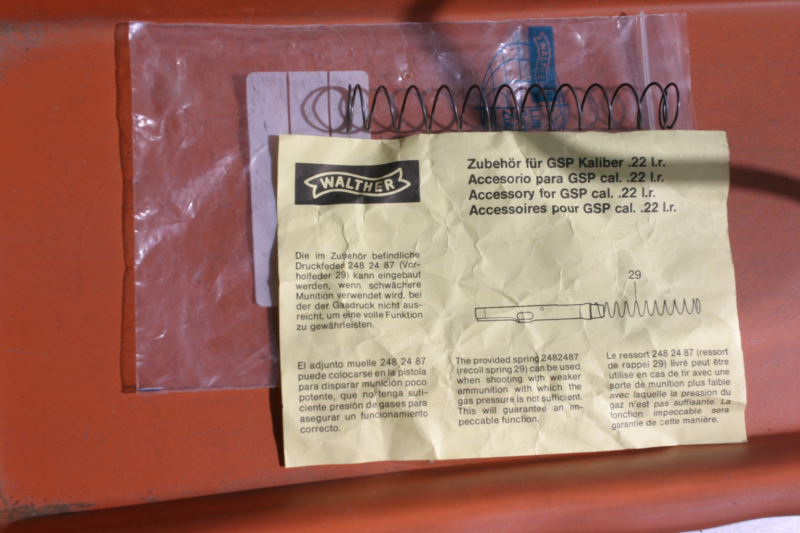 WALTHER
WALTHER
Zubehör für GSP Kaliber .22 l.r.
Accesorio para GSP cal. .22 l.r.
Accessory for GSP cal. .22 l.r.
Accessoires pour GSP cal. .22 l.r.
Die im Zubehör befindliche
Druckfeder 248 24 87 (Vor-
holfeder 29) kann eingebaut
werden, wenn schwächere
Munition verwendet wird, bei
der der Gasdruck nicht aus-
reicht, um eine volle Funktion
zu gewährleisten.
29
El adjunto muelle 248 24 87
puede colocarse en la pistola
para disparar munición poco
potente, que no tenga sufi-
ciente presión de gases para
asegurar un funcionamiento
correcto.
The provided spring 2482487
(recoil spring 29) can be used
when shooting with weaker
ammunition with which the
gas pressure is not sufficient.
This will guarantee an im-
peccable function.
Le ressort 248 24 87 (ressort
de rappel 29) livré peut être
utilisé en cas de tir avec une
sorte de munition plus faible
avec laquelle la pression du
gaz n'est pas suffisante. La
fonction impeccable sera
garantie de cette manière.